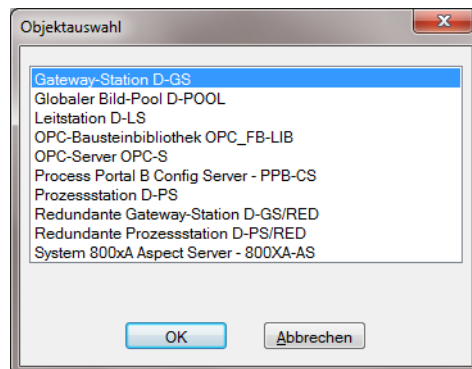 Objektauswahl
Gateway-Station D-GS
Globaler Bild-Pool D-POOL
Leitstation D-LS
OPC-Bausteinbibliothek OPC_FB-LIB
OPC-Server OPC-S
Process Portal B Config Server - PPB-CS
Prozessstation D-PS
Redundante Gateway-Station D-GS/RED
Redundante Prozessstation D-PS/RED
System 800xA Aspect Server - 800XA-AS
OK Abbrechen